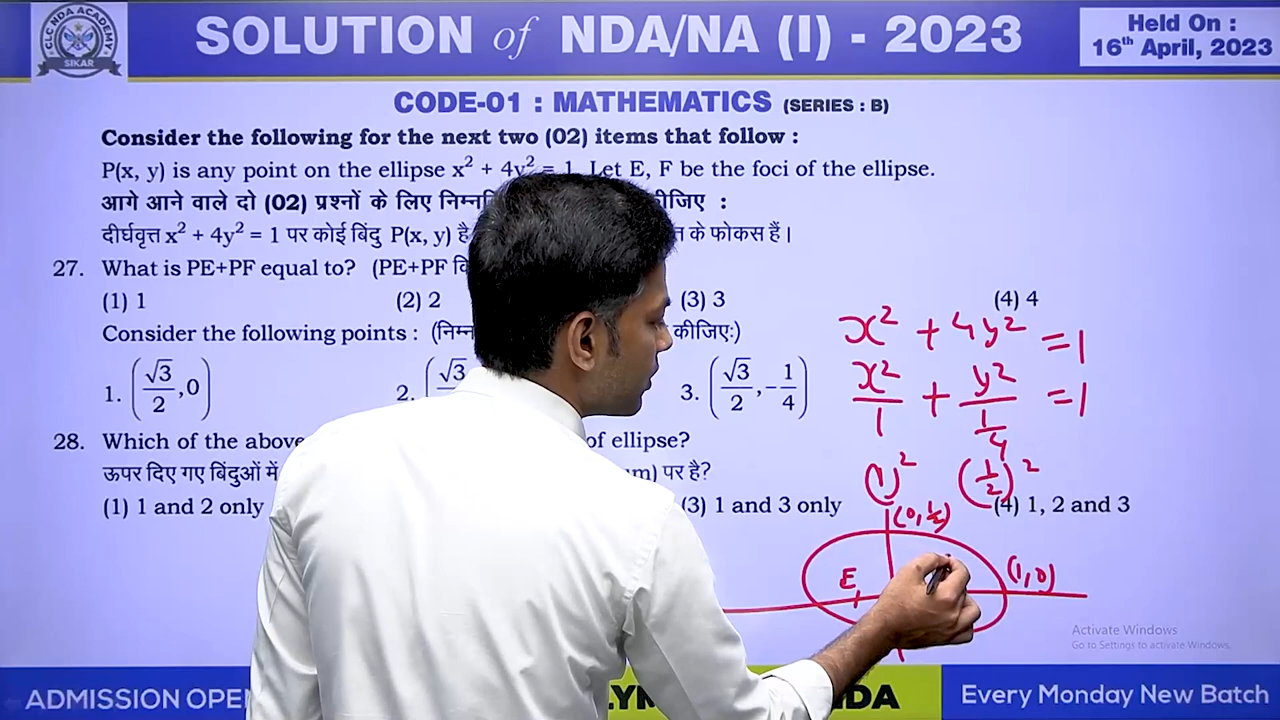 CLC NDA ACADEMY
SIKAR
SOLUTION of NDA/NA (I) - 2023
Held On :
16th April, 2023
CODE-01 : MATHEMATICS (SERIES : B)
Consider the following for the next two (02) items that follow :
P(x, y) is any point on the ellipse x² + 4y² = 1. Let E, F be the foci of the ellipse.
आगे आने वाले दो (02) प्रश्नों के लिए कीजिए :
दीर्घवृत्त x² + 4y² = 1 पर कोई बिंदु P(x, y) है के फोकस हैं।
27. What is PE+PF equal to? (PE+PF
(1) 1 (2) 2 (3) 3 (4) 4
Consider the following points : कीजिएः)
1. (√3/2, 0) 2. (√3 3. (√3/2, -1/4)
28. Which of the above of ellipse?
ऊपर दिए गए बिंदुओं में पर है?
(1) 1 and 2 only (3) 1 and 3 only (4) 1, 2 and 3
x² + 4y² = 1
x²/1 + y²/(1/4) = 1
(1)² (1/2)²
(0, 1/2)
E (1, 0)
Activate Windows
Go to Settings to activate Windows.
ADMISSION OPEN NDA Every Monday New Batch